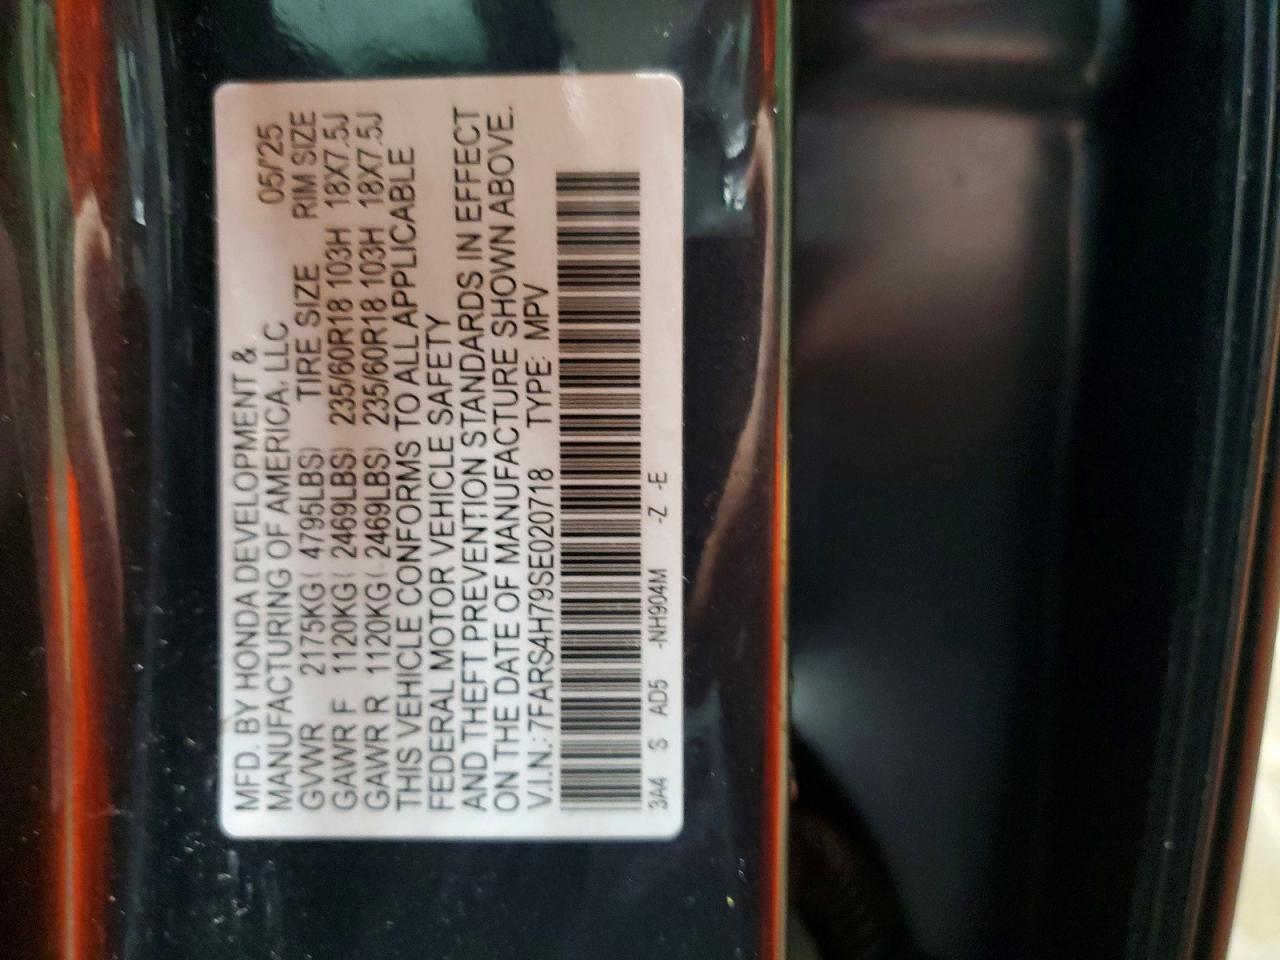 MFD. BY HONDA DEVELOPMENT &
MANUFACTURING OF AMERICA, LLC 05/'25
GVWR 2175KG( 4795LBS) TIRE SIZE RIM SIZE
GAWR F 1120KG( 2469LBS) 235/60R18 103H 18X7.5J
GAWR R 1120KG( 2469LBS) 235/60R18 103H 18X7.5J
THIS VEHICLE CONFORMS TO ALL APPLICABLE
FEDERAL MOTOR VEHICLE SAFETY
AND THEFT PREVENTION STANDARDS IN EFFECT
ON THE DATE OF MANUFACTURE SHOWN ABOVE.
V.I.N.: 7FARS4H79SE020718 TYPE: MPV
3A4 S AD5 -NH904M -Z -E